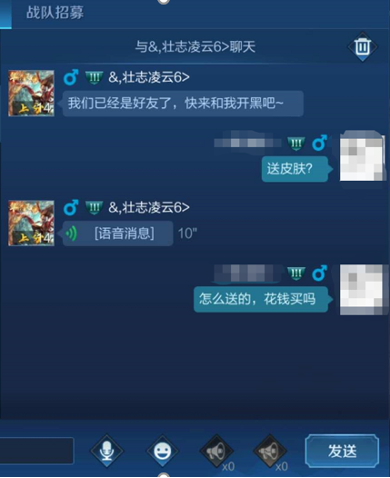 战队招募
与&,壮志凌云6>聊天
&,壮志凌云6>
我们已经是好友了，快来和我开黑吧~
送皮肤？
&,壮志凌云6>
[语音消息] 10"
怎么送的，花钱买吗
x0
x0
发送